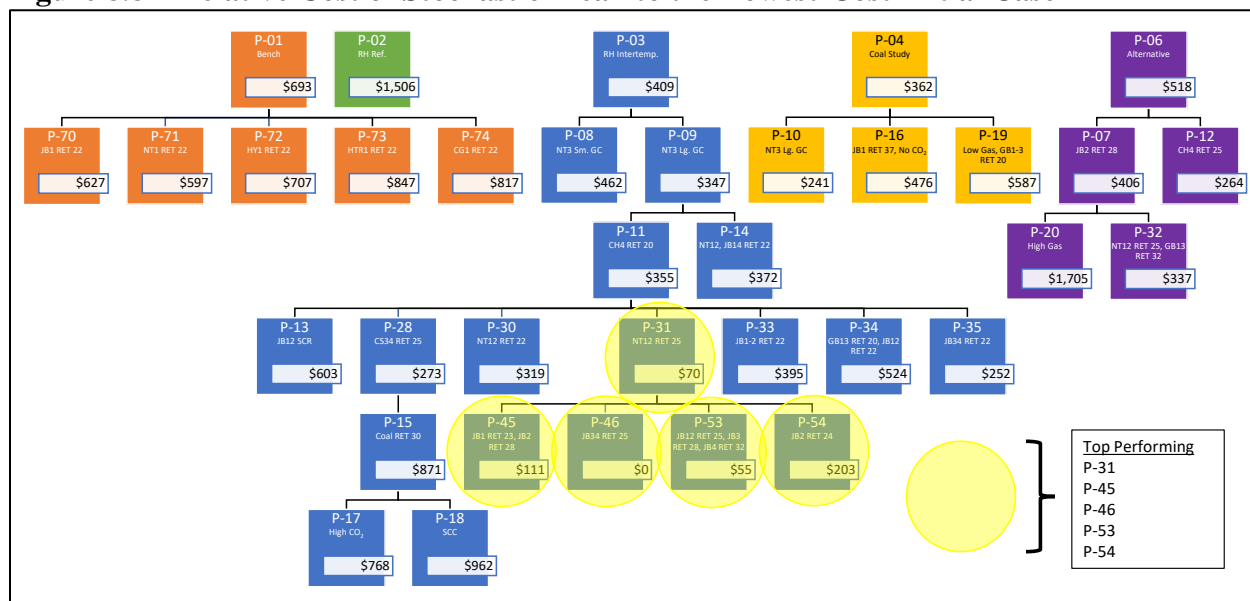 P-01
Bench
$693
P-02
RH Ref.
$1,506
P-03
RH Intertemp.
$409
P-04
Coal Study
$362
P-06
Alternative
$518
P-70
JB1 RET 22
$627
P-71
NT1 RET 22
$597
P-72
HY1 RET 22
$707
P-73
HTR1 RET 22
$847
P-74
CG1 RET 22
$817
P-08
NT3 Sm. GC
$462
P-09
NT3 Lg. GC
$347
P-10
NT3 Lg. GC
$241
P-16
JB1 RET 37, No CO₂
$476
P-19
Low Gas, GB1-3
RET 20
$587
P-07
JB2 RET 28
$406
P-12
CH4 RET 25
$264
P-11
CH4 RET 20
$355
P-14
NT12, JB14 RET 22
$372
P-20
High Gas
$1,705
P-32
NT12 RET 25, GB13
RET 32
$337
P-13
JB12 SCR
$603
P-28
CS34 RET 25
$273
P-30
NT12 RET 22
$319
P-31
NT12 RET 25
$70
P-33
JB1-2 RET 22
$395
P-34
GB13 RET 20, JB12
RET 22
$524
P-35
JB34 RET 22
$252
P-15
Coal RET 30
$871
P-45
JB1 RET 23, JB2
RET 28
$111
P-46
JB34 RET 25
$0
P-53
JB12 RET 25, JB3
RET 28, JB4 RET 32
$55
P-54
JB2 RET 24
$203
P-17
High CO₂
$768
P-18
SCC
$962
Top Performing
P-31
P-45
P-46
P-53
P-54